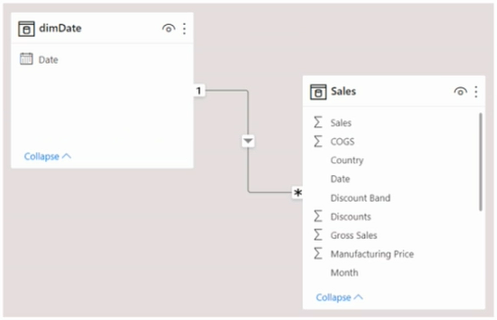 dimDate
Date
Collapse
1
*
Sales
Σ Sales
Σ COGS
Country
Date
Discount Band
Σ Discounts
Σ Gross Sales
Σ Manufacturing Price
Month
Collapse